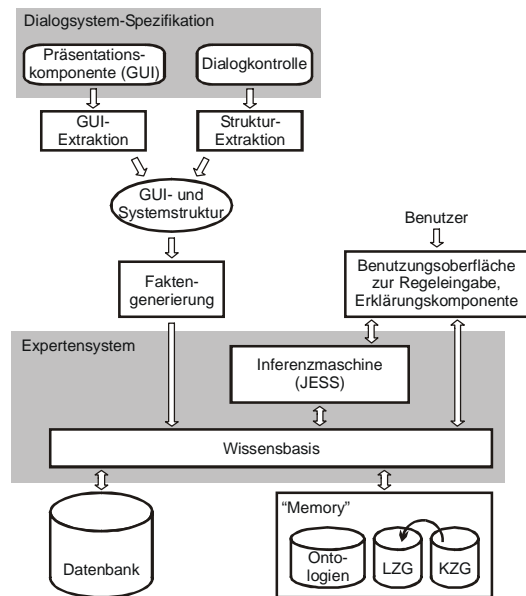 Dialogsystem-Spezifikation
Präsentations-
komponente (GUI)
Dialogkontrolle
GUI-
Extraktion
Struktur-
Extraktion
GUI- und
Systemstruktur
Benutzer
Fakten-
generierung
Benutzungsoberfläche
zur Regeleingabe,
Erklärungskomponente
Expertensystem
Inferenzmaschine
(JESS)
Wissensbasis
Datenbank
“Memory”
Onto-
logien
LZG
KZG